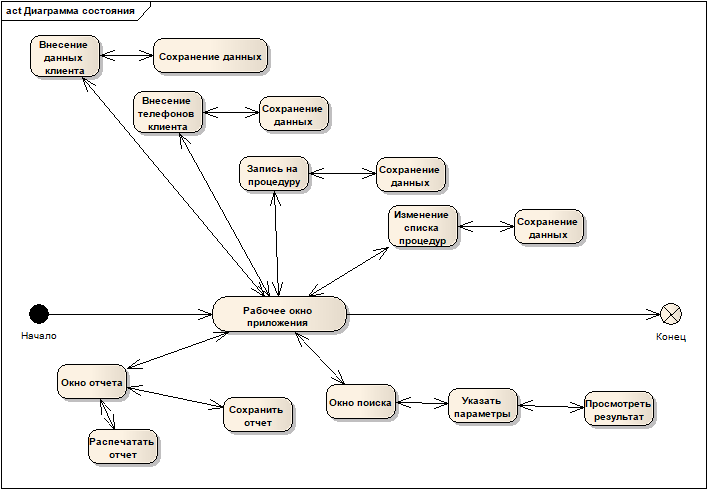 act Диаграмма состояния
Внесение
данных
клиента
Сохранение данных
Внесение
телефонов
клиента
Сохранение
данных
Запись на
процедуру
Сохранение
данных
Изменение
списка
процедур
Сохранение
данных
Рабочее окно
приложения
Начало
Конец
Окно отчета
Сохранить
отчет
Распечатать
отчет
Окно поиска
Указать
параметры
Просмотреть
результат